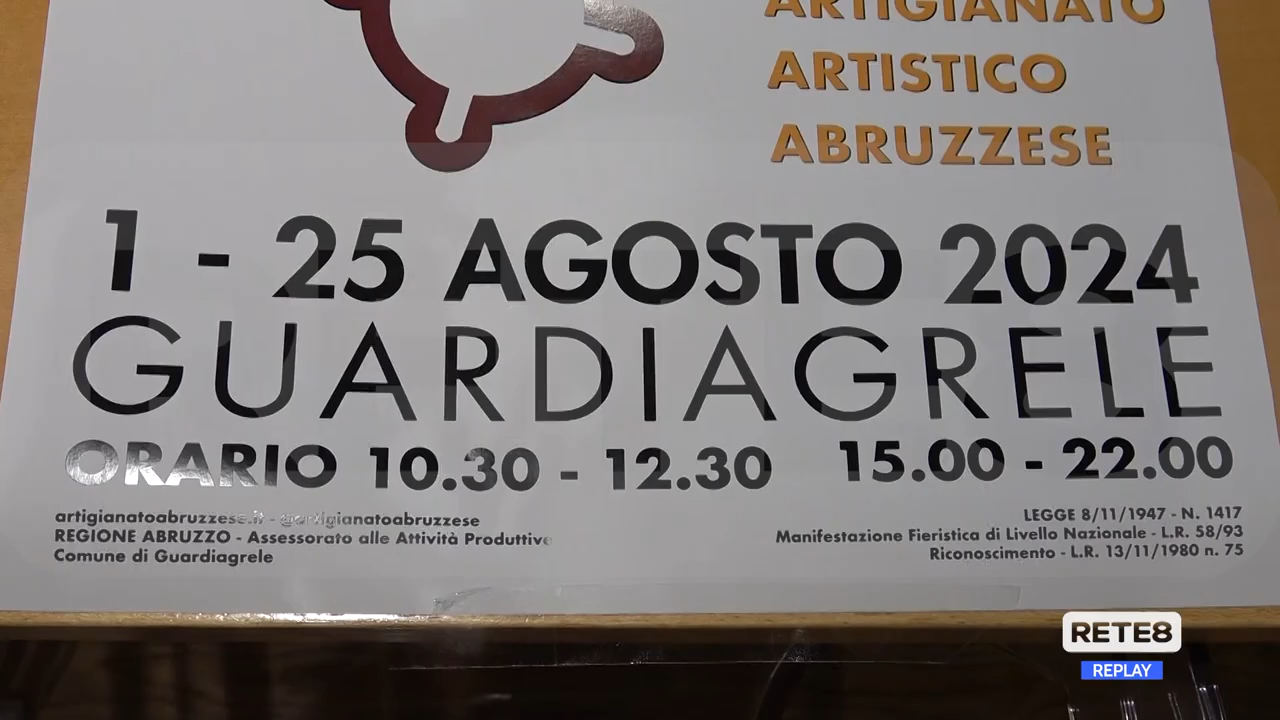 ARTIGIANATO
ARTISTICO
ABRUZZESE
1 - 25 AGOSTO 2024
GUARDIAGRELE
ORARIO 10.30 - 12.30 15.00 - 22.00
artigianatoabruzzese.it - @artigianatoabruzzese
REGIONE ABRUZZO - Assessorato alle Attività Produttive
Comune di Guardiagrele
LEGGE 8/11/1947 - N. 1417
Manifestazione Fieristica di Livello Nazionale - L.R. 58/93
Riconoscimento - L.R. 13/11/1980 n. 75
RETE8
REPLAY